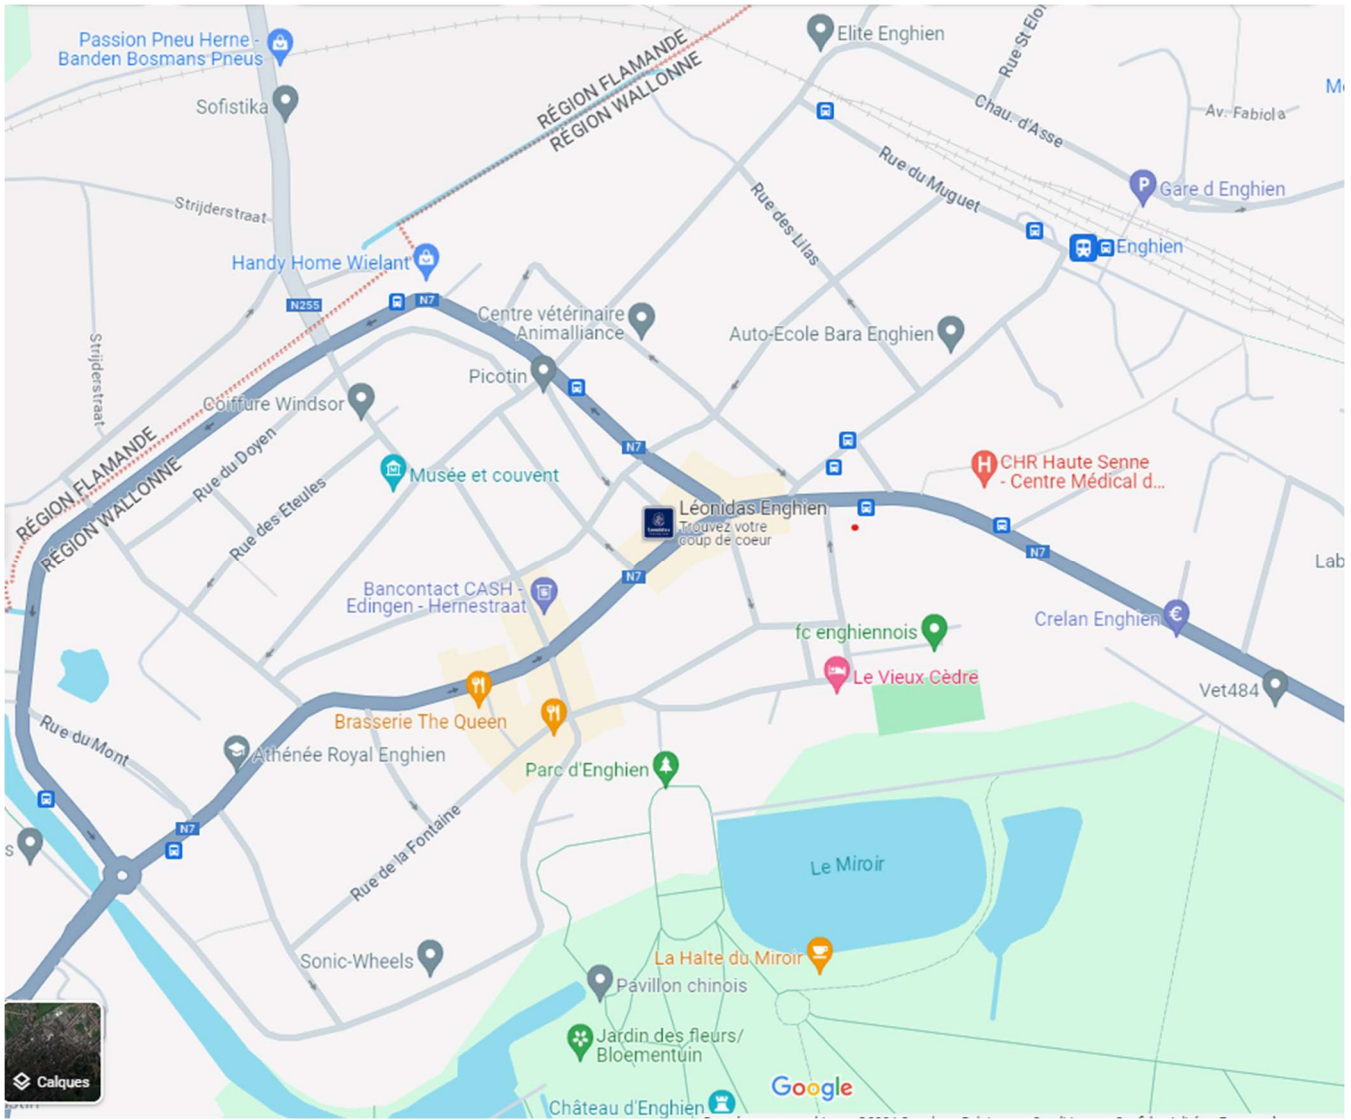 Passion Pneu Herne -
Banden Bosmans Pneus
Elite Enghien
Rue St Eloi
RÉGION FLAMANDE
RÉGION WALLONNE
Sofistika
Chau. d'Asse
Av. Fabiola
Rue du Muguet
Gare d Enghien
Strijderstraat
Rue des Lilas
Enghien
Handy Home Wielant
N255
N7
Centre vétérinaire
Animalliance
Auto-Ecole Bara Enghien
Strijderstraat
Picotin
Coiffure Windsor
N7
RÉGION FLAMANDE
RÉGION WALLONNE
Rue du Doyen
Musée et couvent
CHR Haute Senne
- Centre Médical d...
Rue des Eteules
Léonidas Enghien
Trouvez votre
coup de coeur
N7
Lab
Bancontact CASH -
Edingen - Hernestraat
N7
Crelan Enghien
fc enghiennois
Le Vieux Cèdre
Vet484
Brasserie The Queen
Rue du Mont
Athénée Royal Enghien
Parc d'Enghien
N7
s
Rue de la Fontaine
Le Miroir
Sonic-Wheels
La Halte du Miroir
Pavillon chinois
Jardin des fleurs/
Bloementuin
Calques
Google
Château d'Enghien